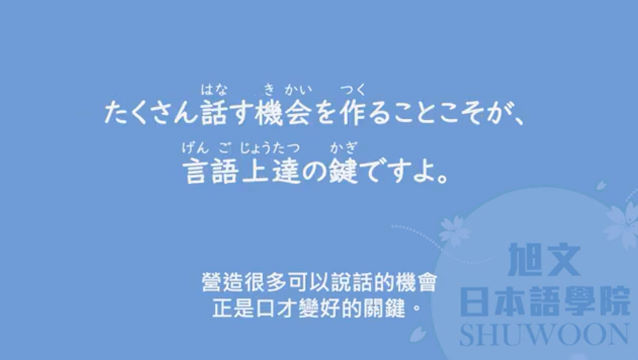 はな きかい つく
たくさん話す機会を作ることこそが、
げんごじょうたつ かぎ
言語上達の鍵ですよ。
營造很多可以說話的機會
正是口才變好的關鍵。
旭文
日本語學院
SHUWOON